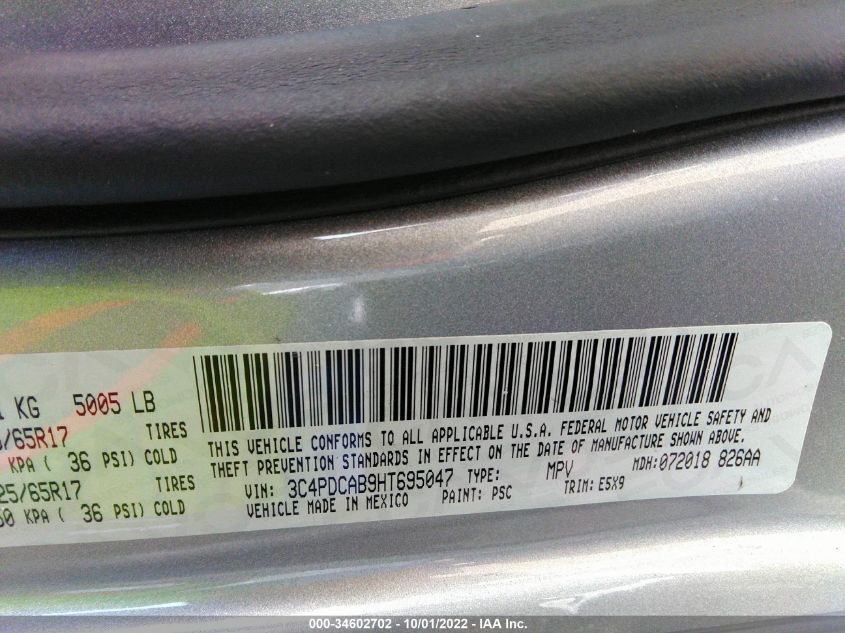 1 KG 5005 LB
/65R17 TIRES
KPA ( 36 PSI) COLD
25/65R17 TIRES
50 KPA ( 36 PSI) COLD
THIS VEHICLE CONFORMS TO ALL APPLICABLE U.S.A. FEDERAL MOTOR VEHICLE SAFETY AND
THEFT PREVENTION STANDARDS IN EFFECT ON THE DATE OF MANUFACTURE SHOWN ABOVE.
VIN: 3C4PDCAB9HT695047 TYPE: MPV MDH:072018 826AA
VEHICLE MADE IN MEXICO PAINT: PSC TRIM: E5X9
000-34602702 - 10/01/2022 - IAA Inc.